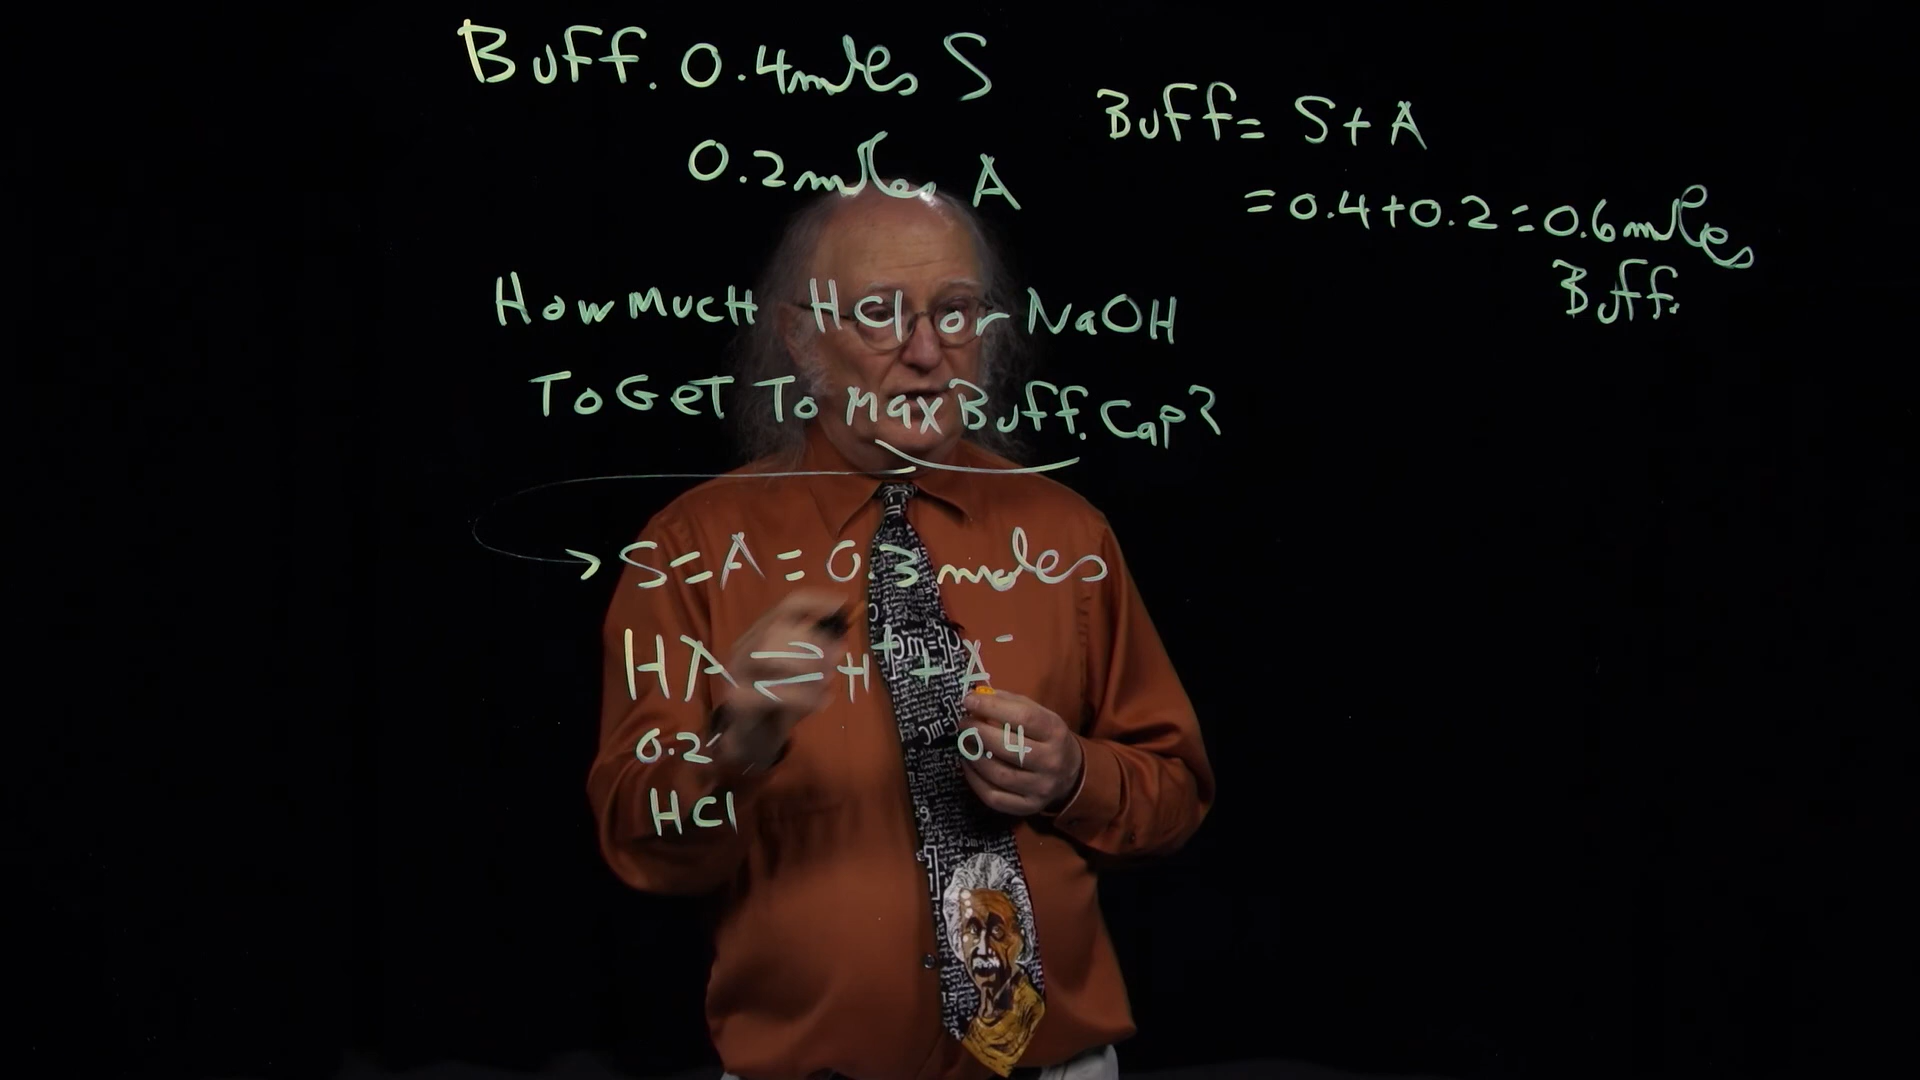 Buff. 0.4 moles S
0.2 moles A
Buff = S + A
= 0.4 + 0.2 = 0.6 moles
Buff.
How Much HCl or NaOH
To Get To Max Buff. Cap?
→ S = A = 0.3 moles
HA ⇌ H⁺ + A⁻
0.2 0.4
HCl